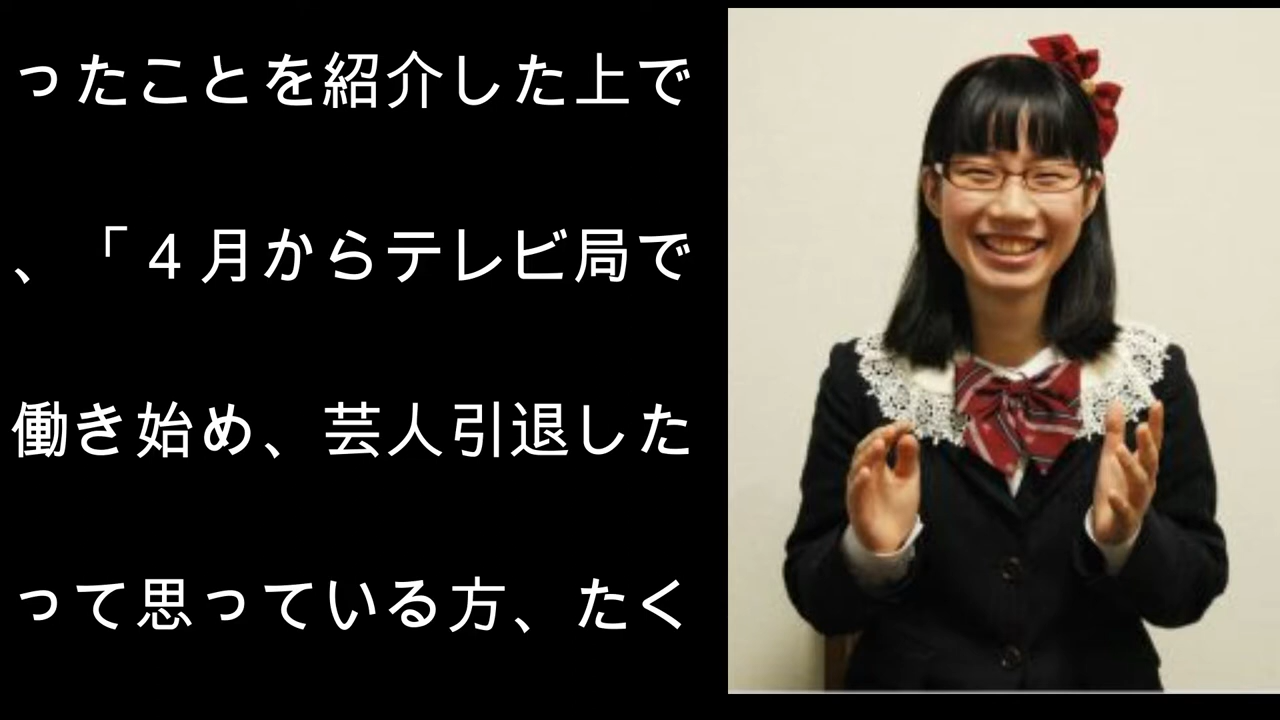 ったことを紹介した上で
、「４月からテレビ局で
働き始め、芸人引退した
って思っている方、たく